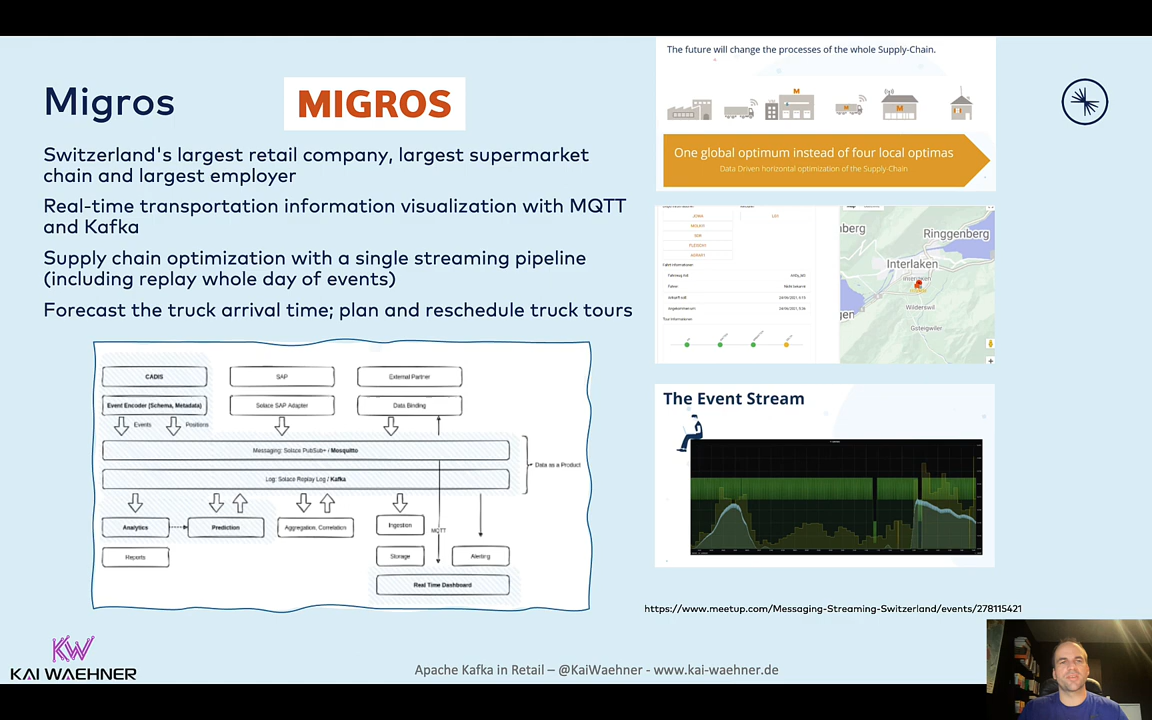 Migros
MIGROS
Switzerland's largest retail company, largest supermarket
chain and largest employer
Real-time transportation information visualization with MQTT
and Kafka
Supply chain optimization with a single streaming pipeline
(including replay whole day of events)
Forecast the truck arrival time; plan and reschedule truck tours
CADIS
SAP
External Partner
Event Encoder (Schema, Metadata)
Solace SAP Adapter
Data Binding
Events
Positions
Messaging: Solace PubSub+ / Mosquitto
Data as a Product
Log: Solace Replay Log / Kafka
Analytics
Prediction
Aggregation, Correlation
Ingestion
MQTT
Reports
Storage
Alerting
Real Time Dashboard
The future will change the processes of the whole Supply-Chain.
M
M
M
One global optimum instead of four local optimas
Data Driven horizontal optimization of the Supply-Chain
Ringgenberg
Interlaken
Wilderswil
Gsteigwiler
The Event Stream
https://www.meetup.com/Messaging-Streaming-Switzerland/events/278115421
KW
KAI WAEHNER
Apache Kafka in Retail – @KaiWaehner - www.kai-waehner.de